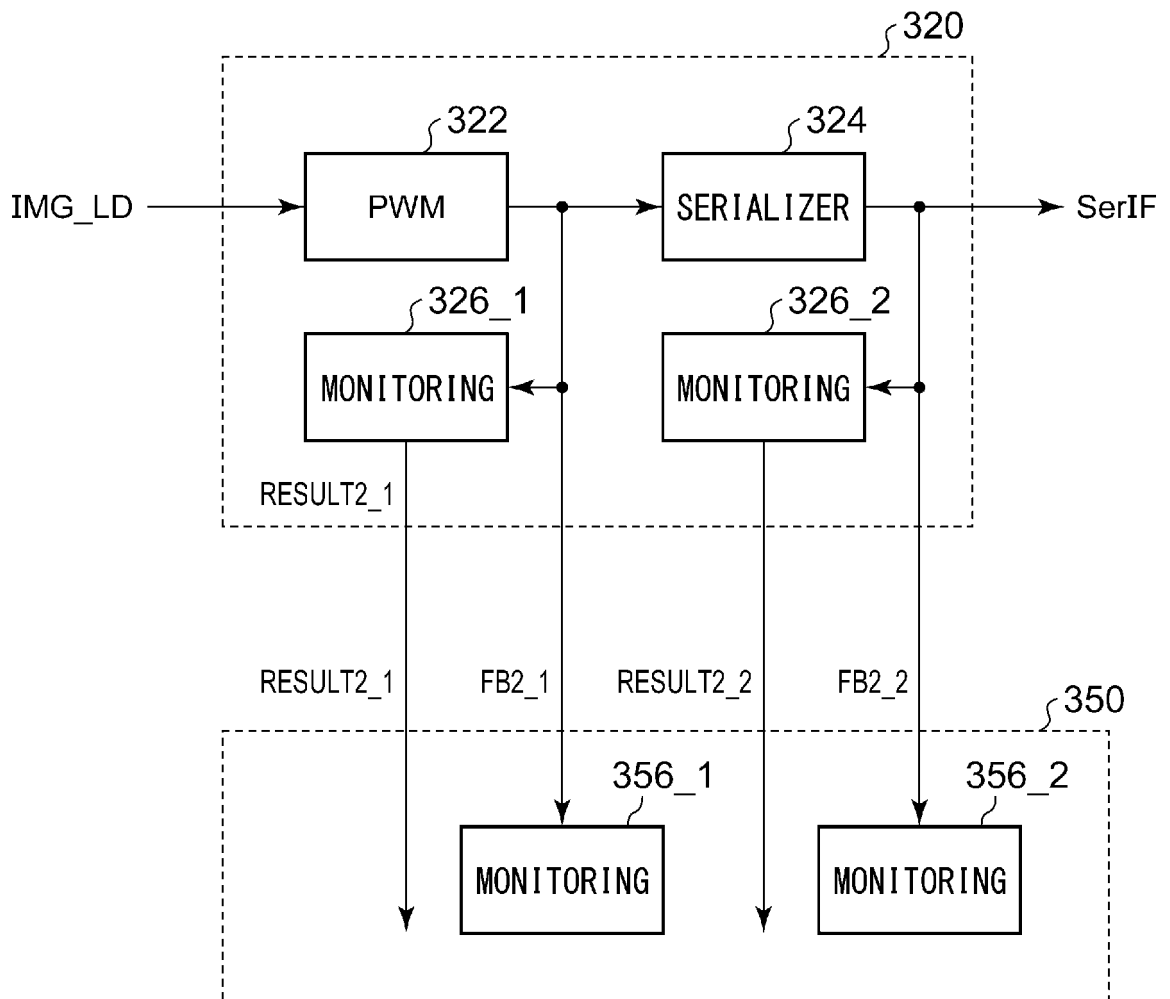 320
322
324
IMG_LD
PWM
SERIALIZER
SerIF
326_1
326_2
MONITORING
MONITORING
RESULT2_1
RESULT2_1
FB2_1
RESULT2_2
FB2_2
350
356_1
356_2
MONITORING
MONITORING